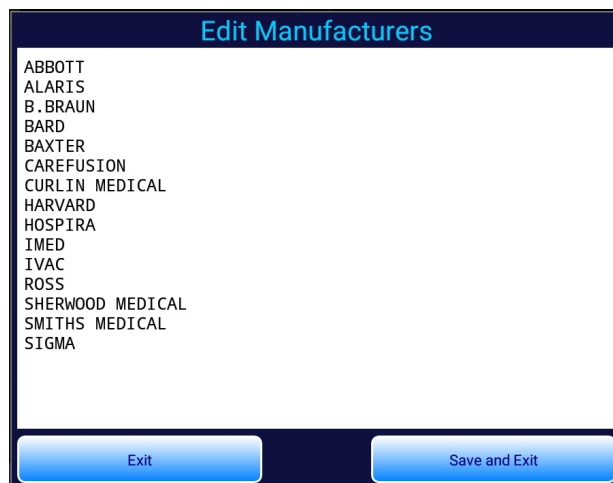 Edit Manufacturers
ABBOTT
ALARIS
B.BRAUN
BARD
BAXTER
CAREFUSION
CURLIN MEDICAL
HARVARD
HOSPIRA
IMED
IVAC
ROSS
SHERWOOD MEDICAL
SMITHS MEDICAL
SIGMA
Exit
Save and Exit